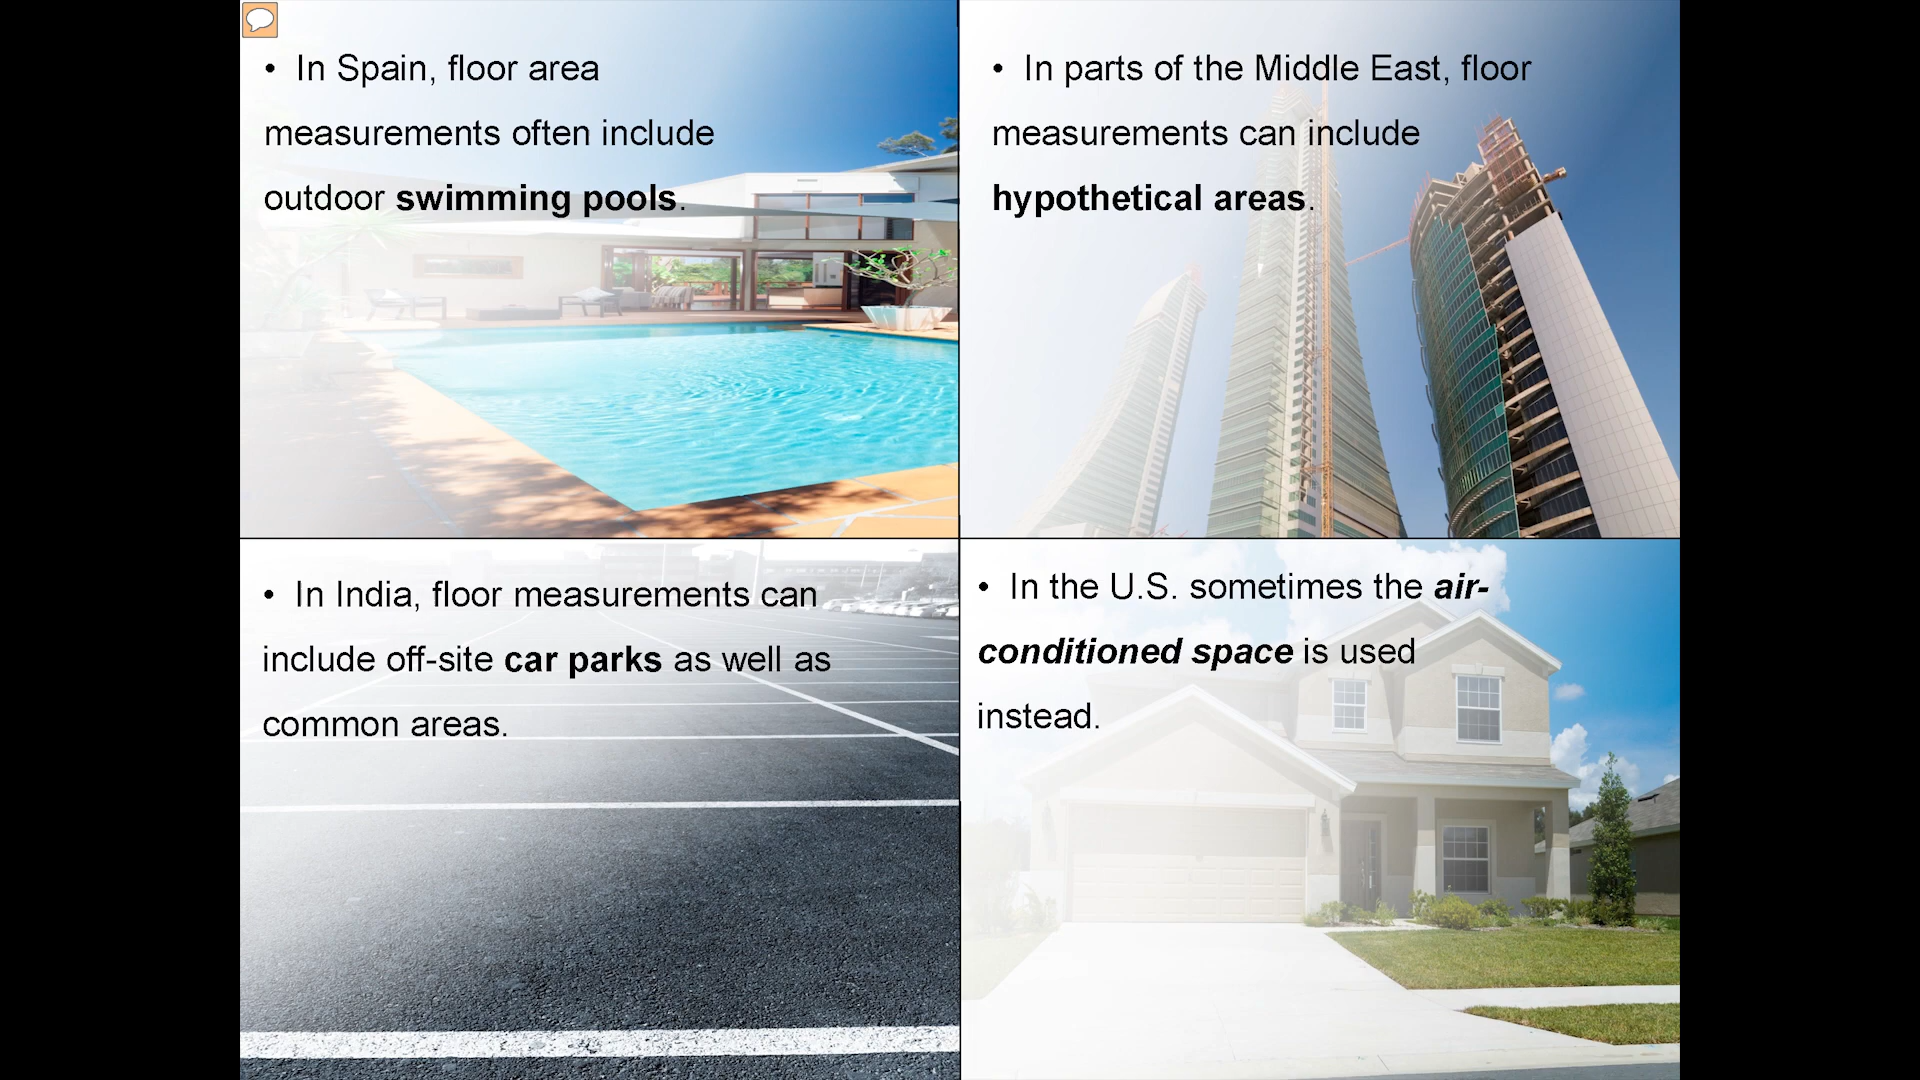 • In Spain, floor area
measurements often include
outdoor swimming pools.
• In parts of the Middle East, floor
measurements can include
hypothetical areas.
• In India, floor measurements can
include off-site car parks as well as
common areas.
• In the U.S. sometimes the air-
conditioned space is used
instead.